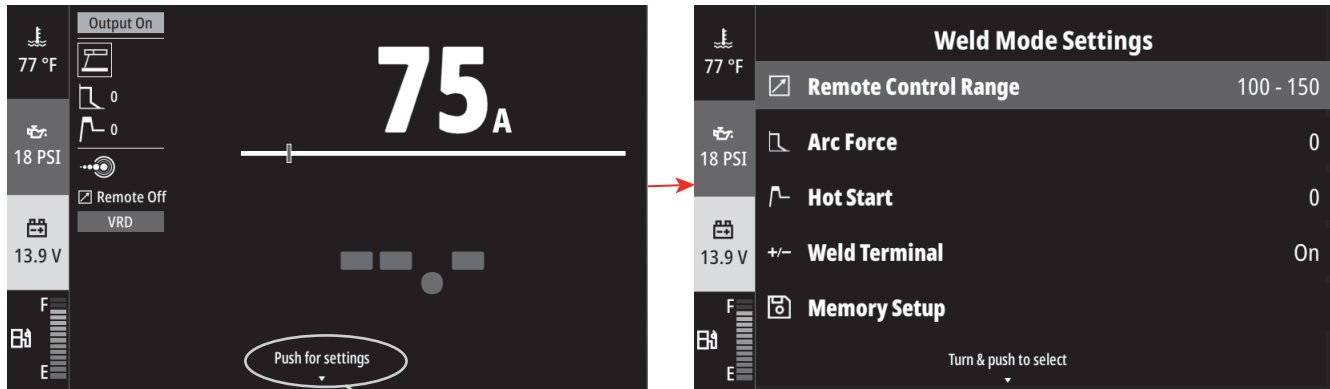 77 °F
18 PSI
13.9 V
F
E
Output On
0
0
Remote Off
VRD
75 A
Push for settings
77 °F
18 PSI
13.9 V
F
E
Weld Mode Settings
Remote Control Range 100 - 150
Arc Force 0
Hot Start 0
+/– Weld Terminal On
Memory Setup
Turn & push to select